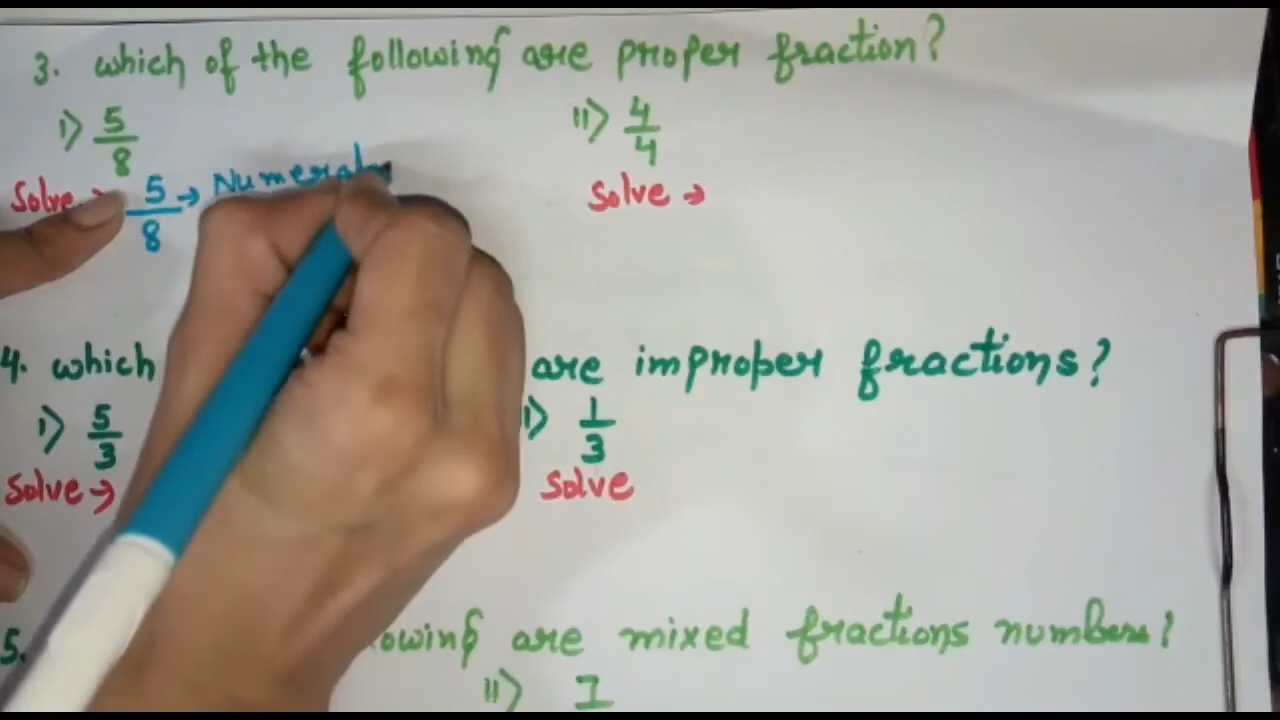 3. which of the following are proper fraction?
i) 5/8 ii) 4/4
Solve → 5/8 → Solve →
4. which are improper fractions?
i) 5/3 1/3
Solve → Solve
5. are mixed fractions numbers?
ii) 1